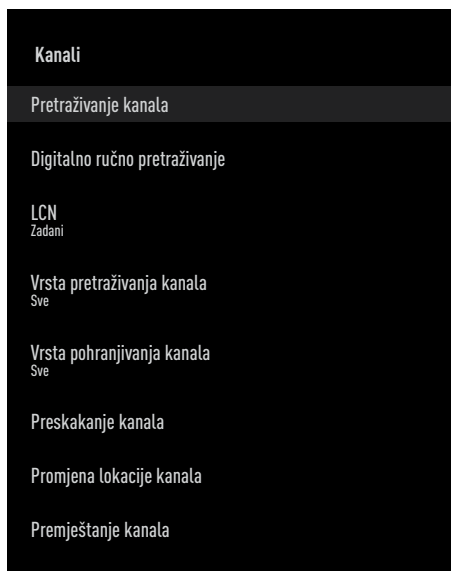 Kanali
Pretraživanje kanala
Digitalno ručno pretraživanje
LCN
Zadani
Vrsta pretraživanja kanala
Sve
Vrsta pohranjivanja kanala
Sve
Preskakanje kanala
Promjena lokacije kanala
Premještanje kanala